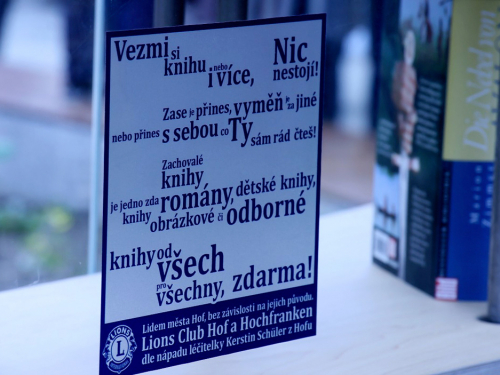 Vezmi si
knihu nebo
i více,
Nic
nestojí!
Zase je přines, vyměň je za jiné
nebo přines s sebou co Ty sám rád čteš!
Zachovalé
knihy
je jedno zda romány, dětské knihy,
knihy obrázkové či odborné
knihy od všech
pro všechny, zdarma!
Lidem města Hof, bez závislosti na jejich původu.
Lions Club Hof a Hochfranken
dle nápadu léčitelky Kerstin Schüler z Hofu
LIONS
L